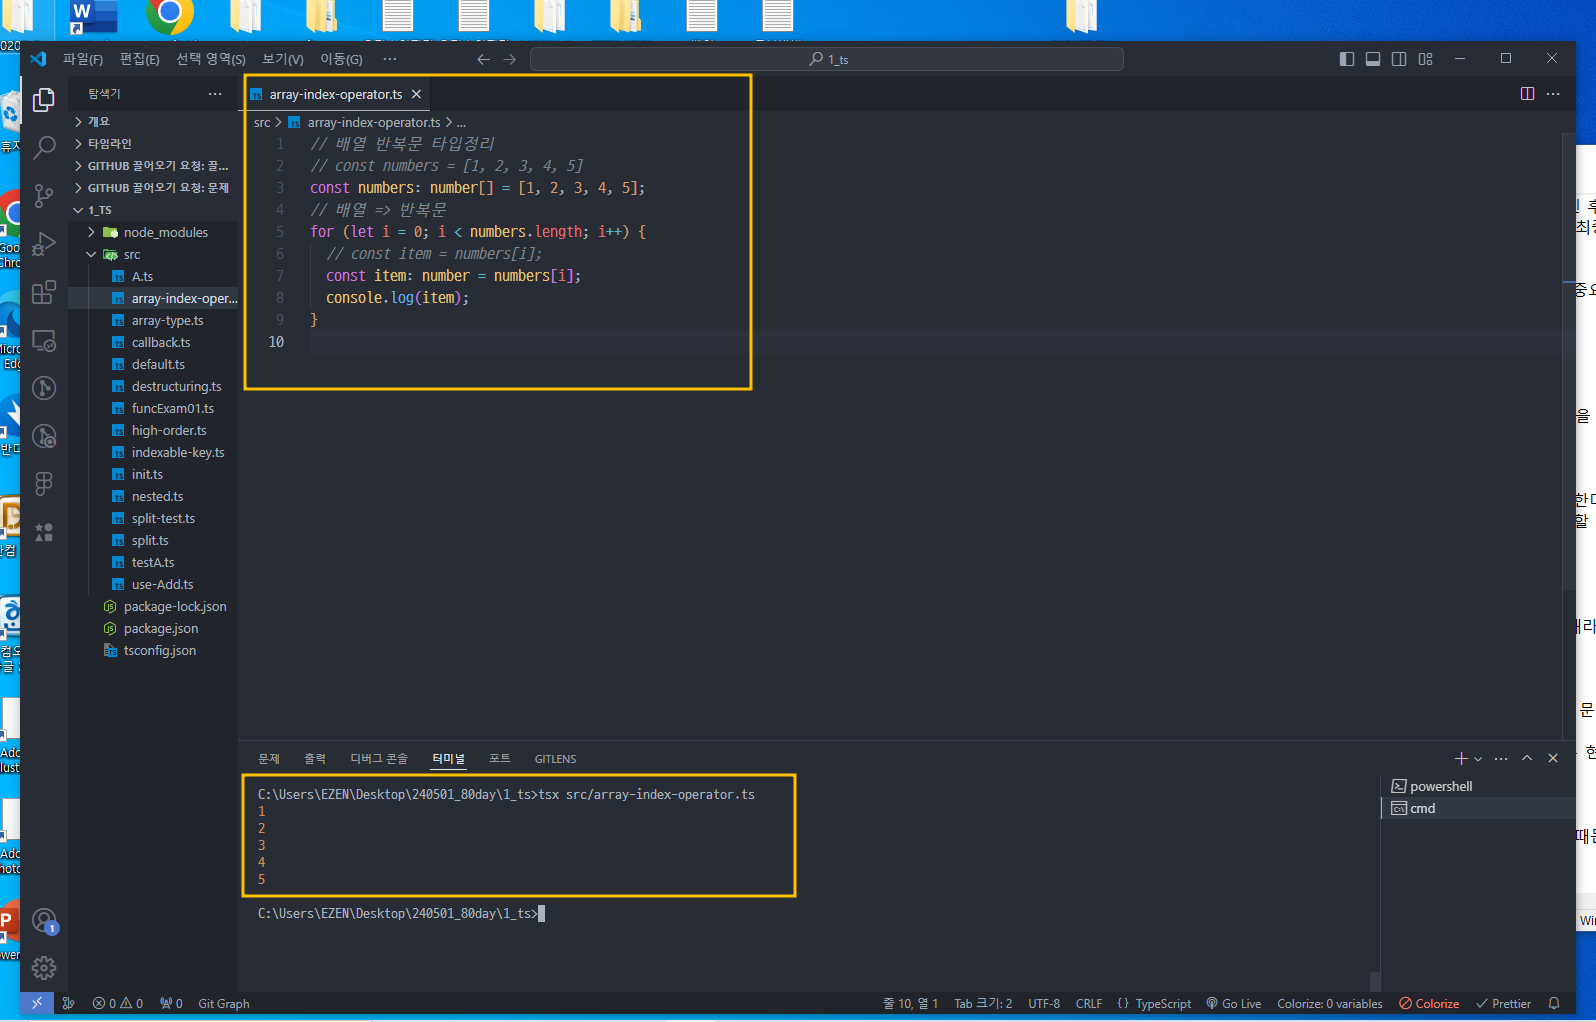 파일(F) 편집(E) 선택 영역(S) 보기(V) 이동(G) ··· 1_ts
탐색기 ···
array-index-operator.ts
개요
타임라인
GITHUB 끌어오기 요청: 끌...
GITHUB 끌어오기 요청: 문제
1_TS
node_modules
src
A.ts
array-index-oper...
array-type.ts
callback.ts
default.ts
destructuring.ts
funcExam01.ts
high-order.ts
indexable-key.ts
init.ts
nested.ts
split-test.ts
split.ts
testA.ts
use-Add.ts
package-lock.json
package.json
tsconfig.json
src > array-index-operator.ts > ...
1 // 배열 반복문 타입정리
2 // const numbers = [1, 2, 3, 4, 5]
3 const numbers: number[] = [1, 2, 3, 4, 5];
4 // 배열 => 반복문
5 for (let i = 0; i < numbers.length; i++) {
6 // const item = numbers[i];
7 const item: number = numbers[i];
8 console.log(item);
9 }
10
문제 출력 디버그 콘솔 터미널 포트 GITLENS
C:\Users\EZEN\Desktop\240501_80day\1_ts>tsx src/array-index-operator.ts
1
2
3
4
5
C:\Users\EZEN\Desktop\240501_80day\1_ts>
powershell
cmd
0 0 0 Git Graph 줄 10, 열 1 Tab 크기: 2 UTF-8 CRLF {} TypeScript Go Live Colorize: 0 variables Colorize Prettier